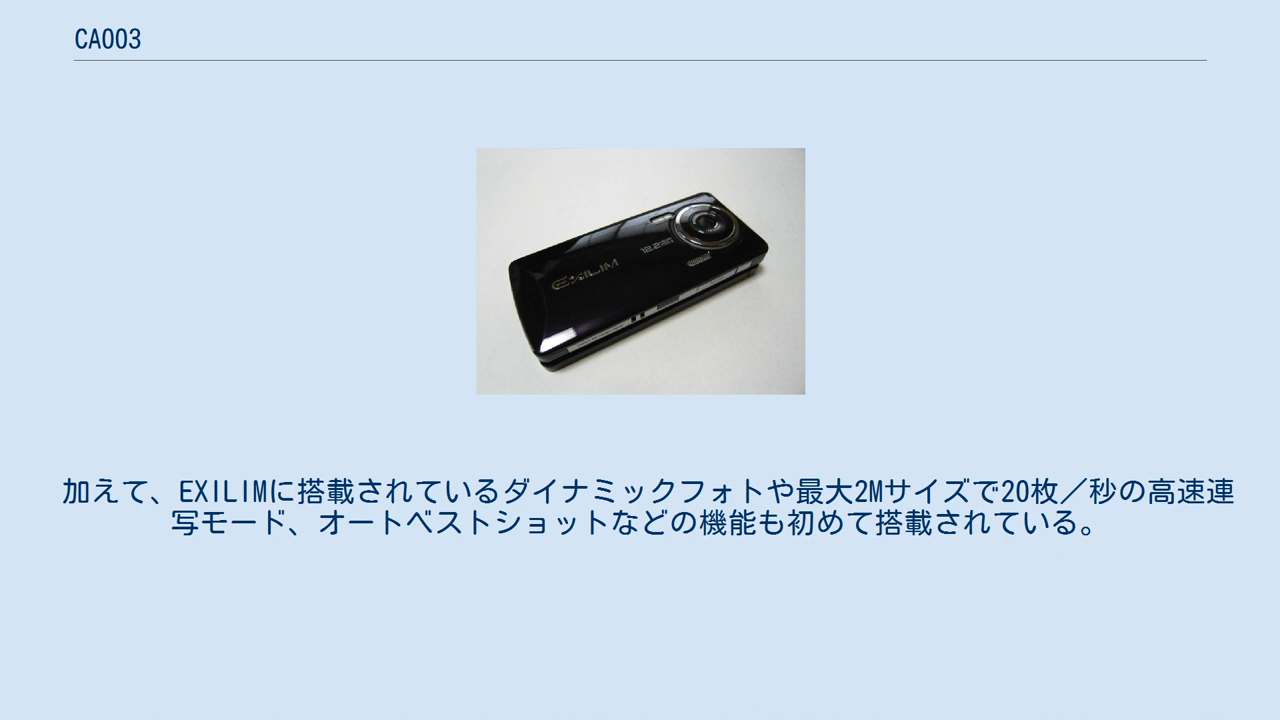 CA003
EXILIM
12.2
加えて、EXILIMに搭載されているダイナミックフォトや最大2Mサイズで20枚／秒の高速連
写モード、オートベストショットなどの機能も初めて搭載されている。